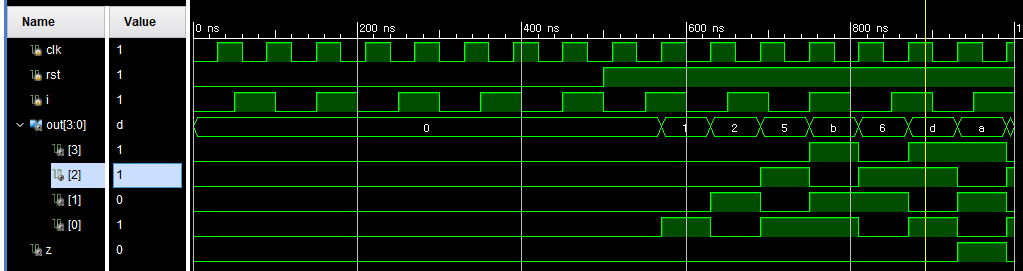 Name Value
0 ns 200 ns 400 ns 600 ns 800 ns 1
clk 1
rst 1
i 1
out[3:0] d 0 1 2 5 b 6 d a
[3] 1
[2] 1
[1] 0
[0] 1
z 0